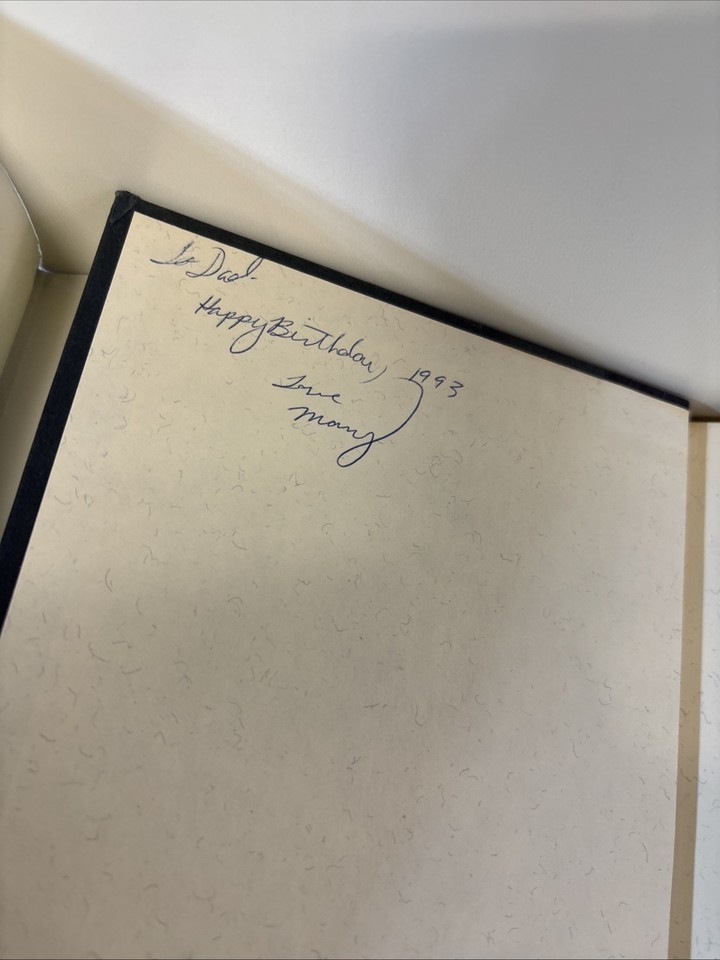 To Dad-
Happy Birthday, 1993
Love
Mary